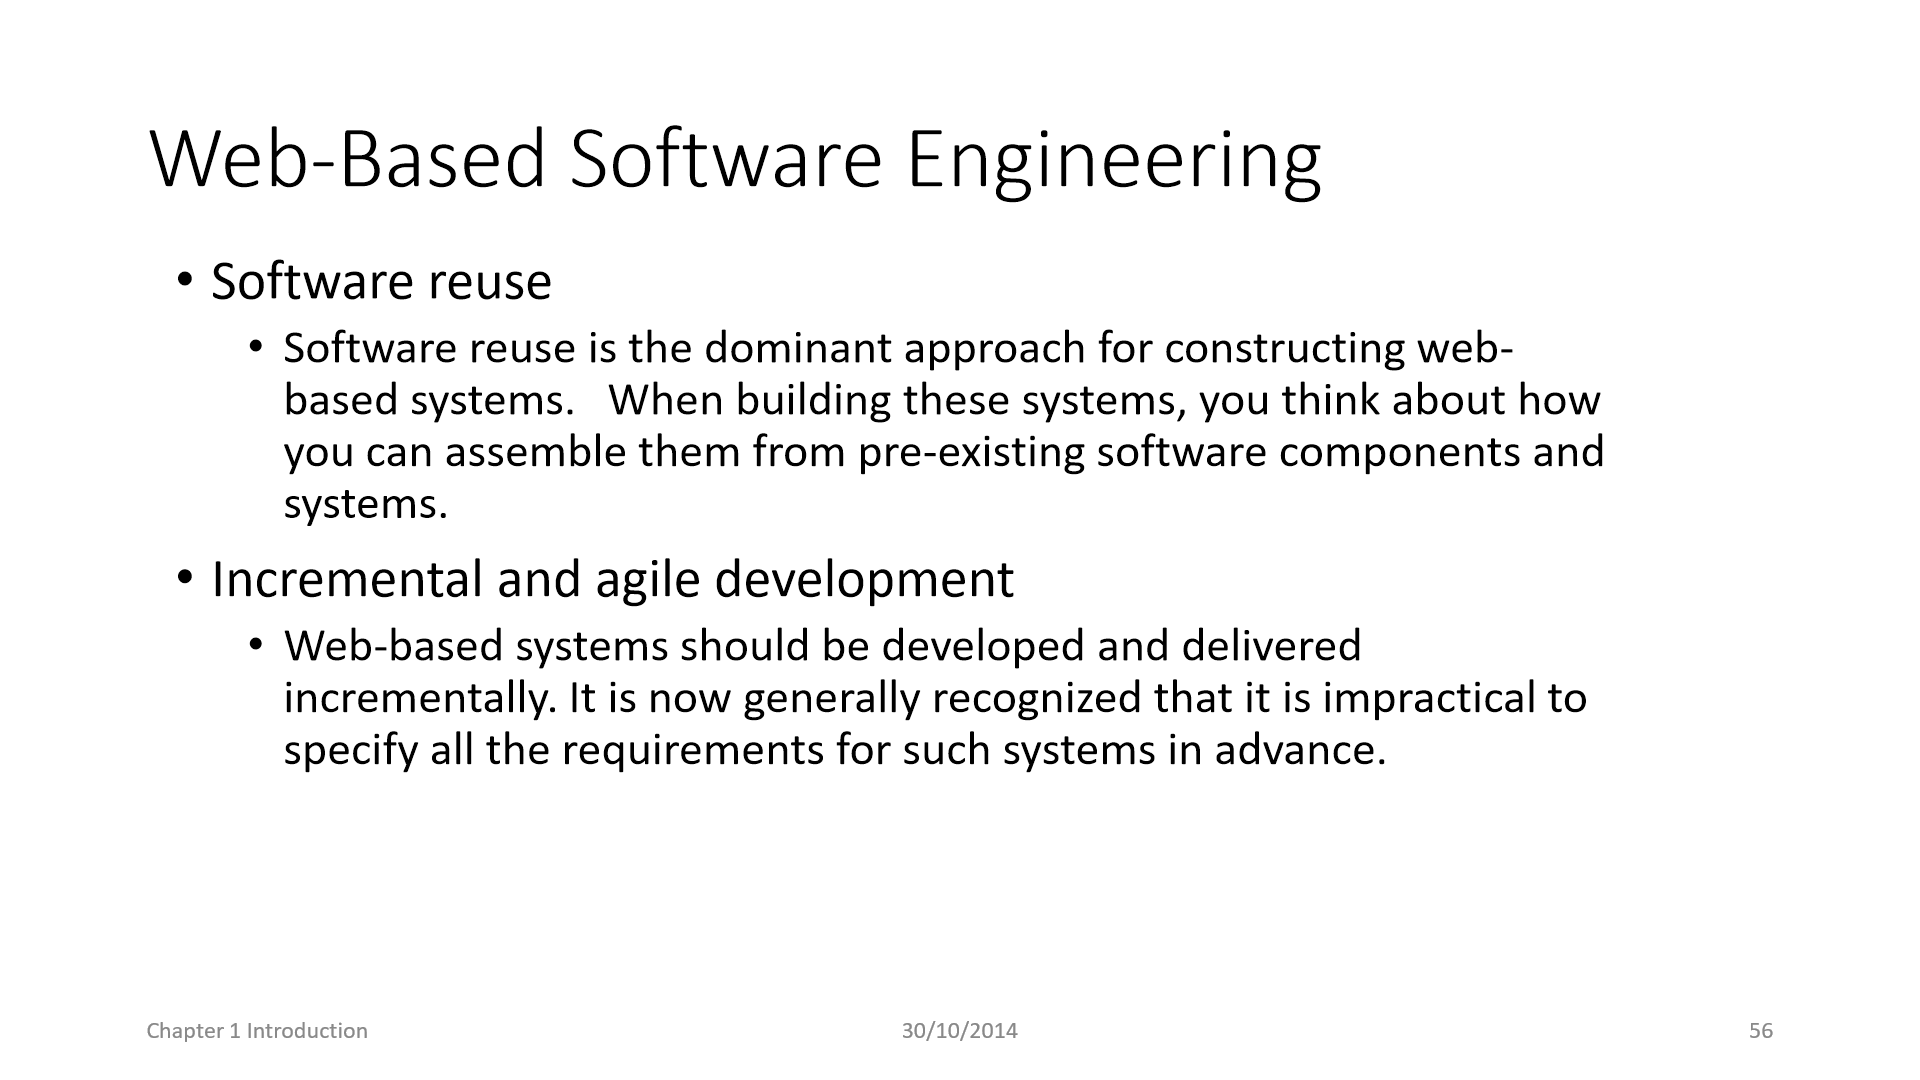 Web-Based Software Engineering
• Software reuse
• Software reuse is the dominant approach for constructing web-
based systems.   When building these systems, you think about how
you can assemble them from pre-existing software components and
systems.
• Incremental and agile development
• Web-based systems should be developed and delivered
incrementally. It is now generally recognized that it is impractical to
specify all the requirements for such systems in advance.
Chapter 1 Introduction
30/10/2014
56